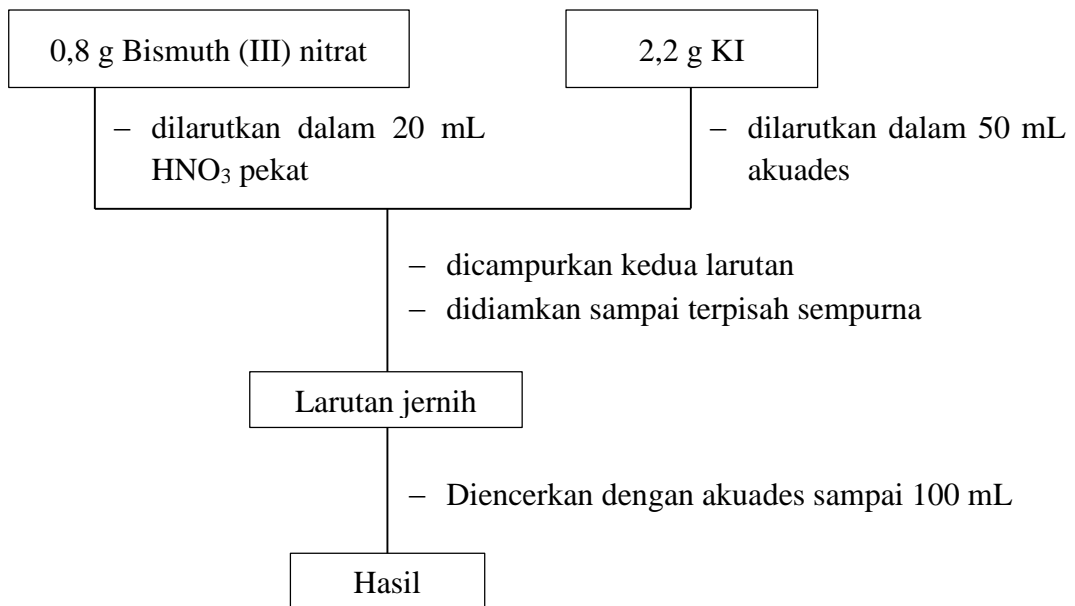 0,8 g Bismuth (III) nitrat
2,2 g KI
– dilarutkan dalam 20 mL
HNO₃ pekat
– dilarutkan dalam 50 mL
akuades
– dicampurkan kedua larutan
– didiamkan sampai terpisah sempurna
Larutan jernih
– Diencerkan dengan akuades sampai 100 mL
Hasil